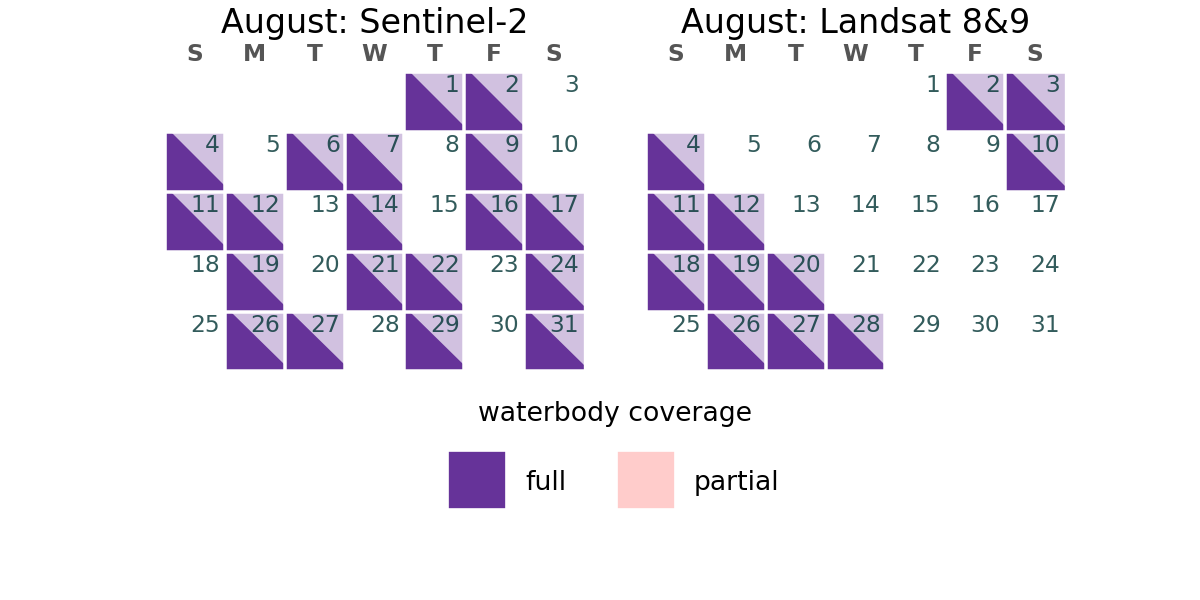 August: Sentinel-2
S M T W T F S
1 2 3
4 5 6 7 8 9 10
11 12 13 14 15 16 17
18 19 20 21 22 23 24
25 26 27 28 29 30 31
August: Landsat 8&9
S M T W T F S
1 2 3
4 5 6 7 8 9 10
11 12 13 14 15 16 17
18 19 20 21 22 23 24
25 26 27 28 29 30 31
waterbody coverage
full partial